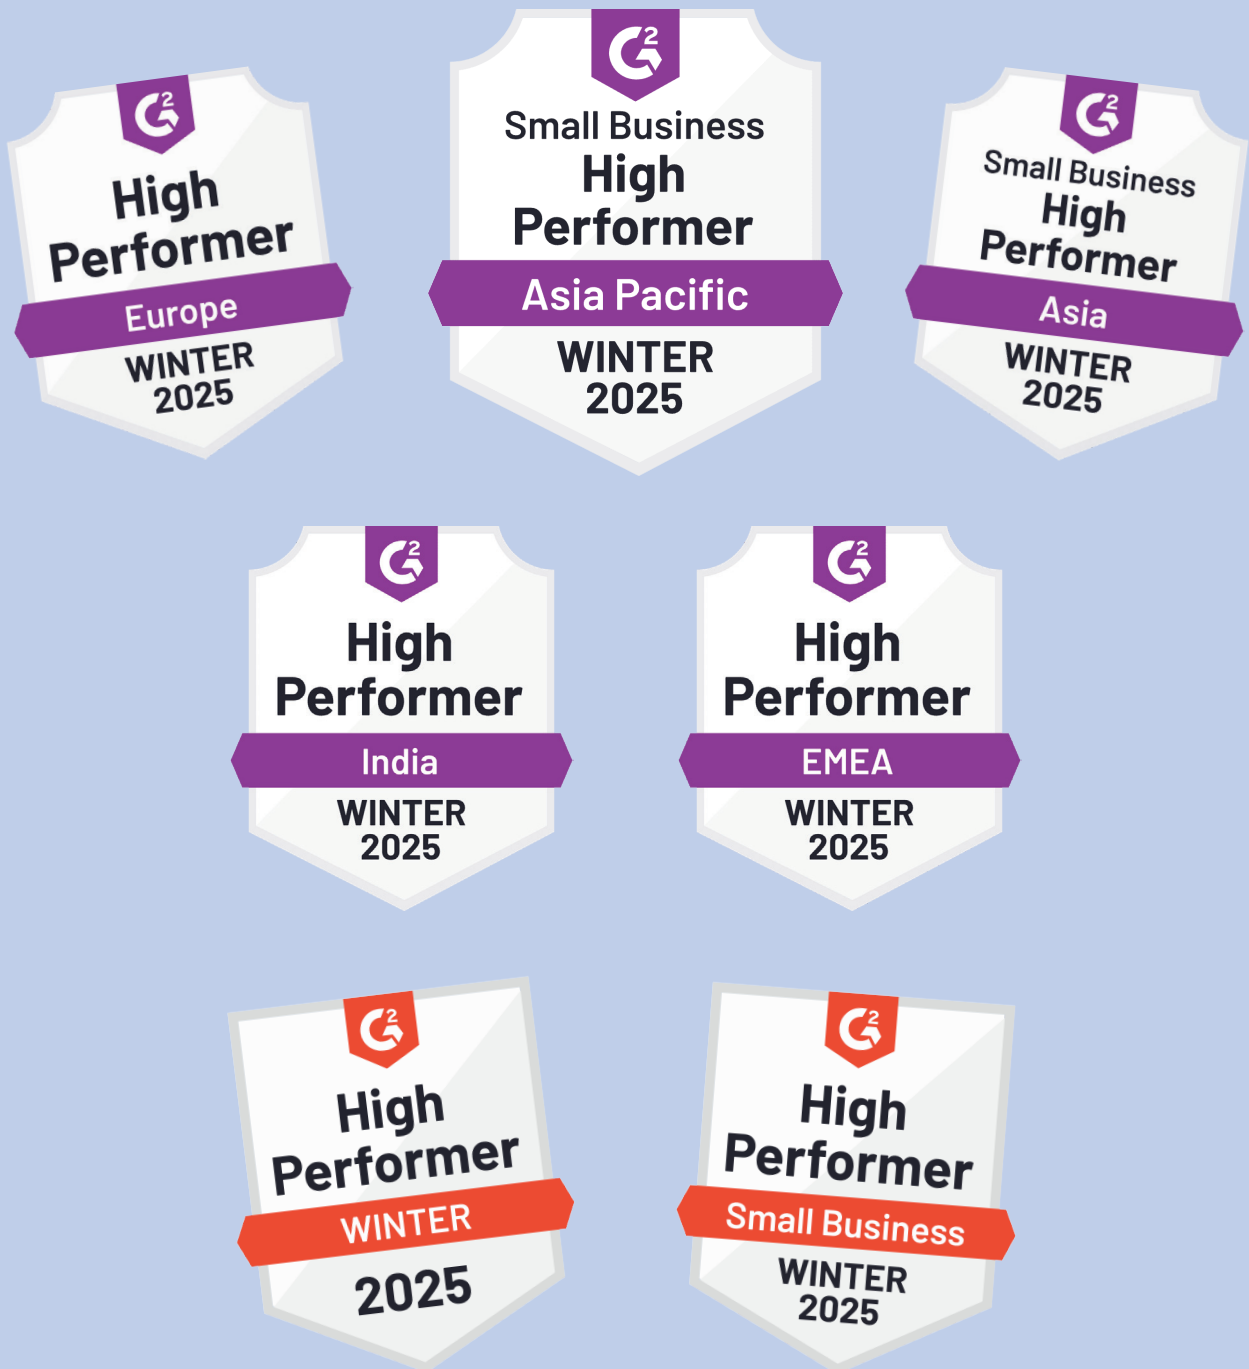 G2
High
Performer
Europe
WINTER
2025
G2
Small Business
High
Performer
Asia Pacific
WINTER
2025
G2
Small Business
High
Performer
Asia
WINTER
2025
G2
High
Performer
India
WINTER
2025
G2
High
Performer
EMEA
WINTER
2025
G2
High
Performer
WINTER
2025
G2
High
Performer
Small Business
WINTER
2025